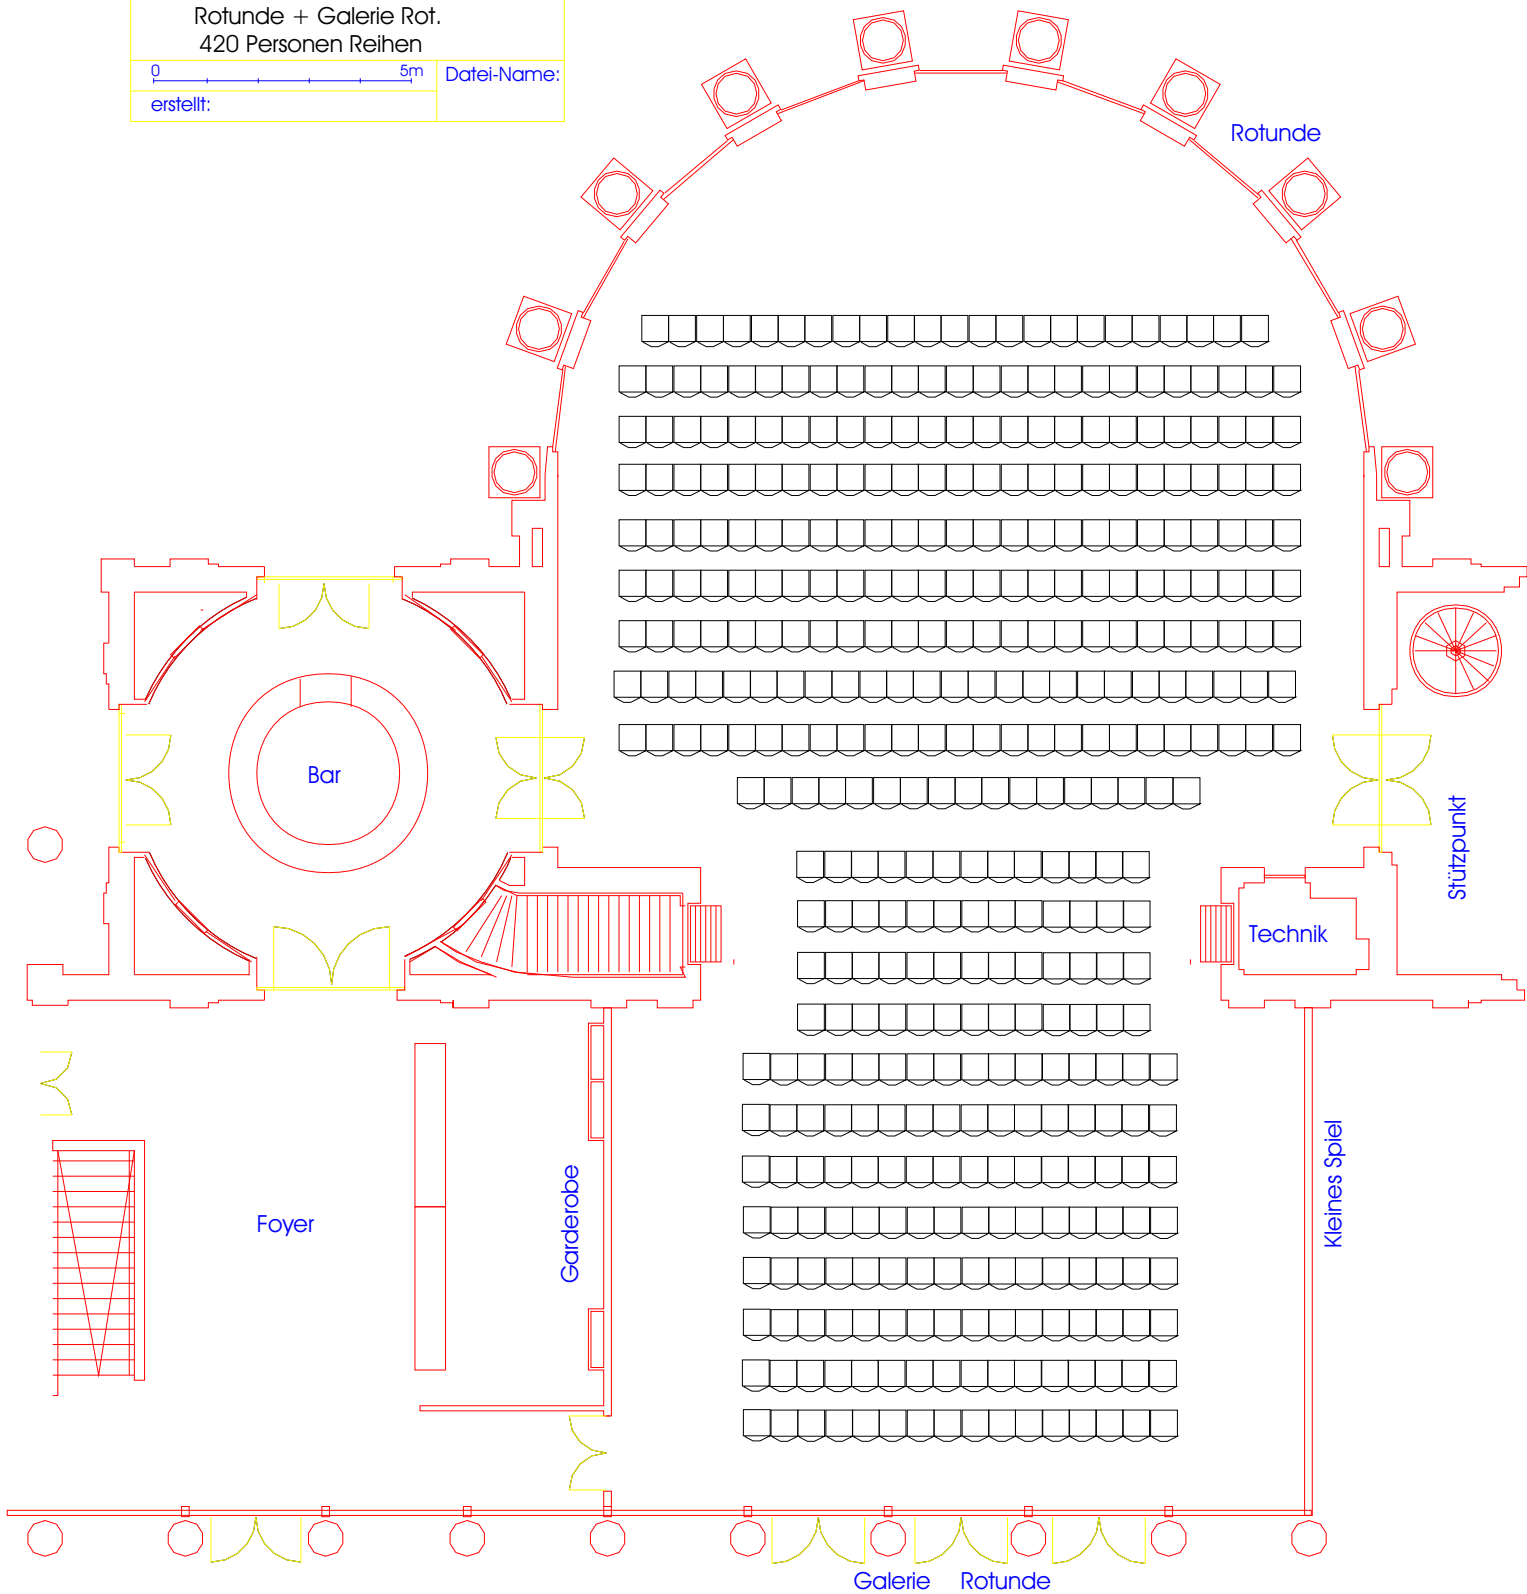 Rotunde + Galerie Rot.
420 Personen Reihen
0 5m
Datei-Name:
erstellt:
Rotunde
Bar
Stützpunkt
Technik
Garderobe
Kleines Spiel
Foyer
Galerie Rotunde